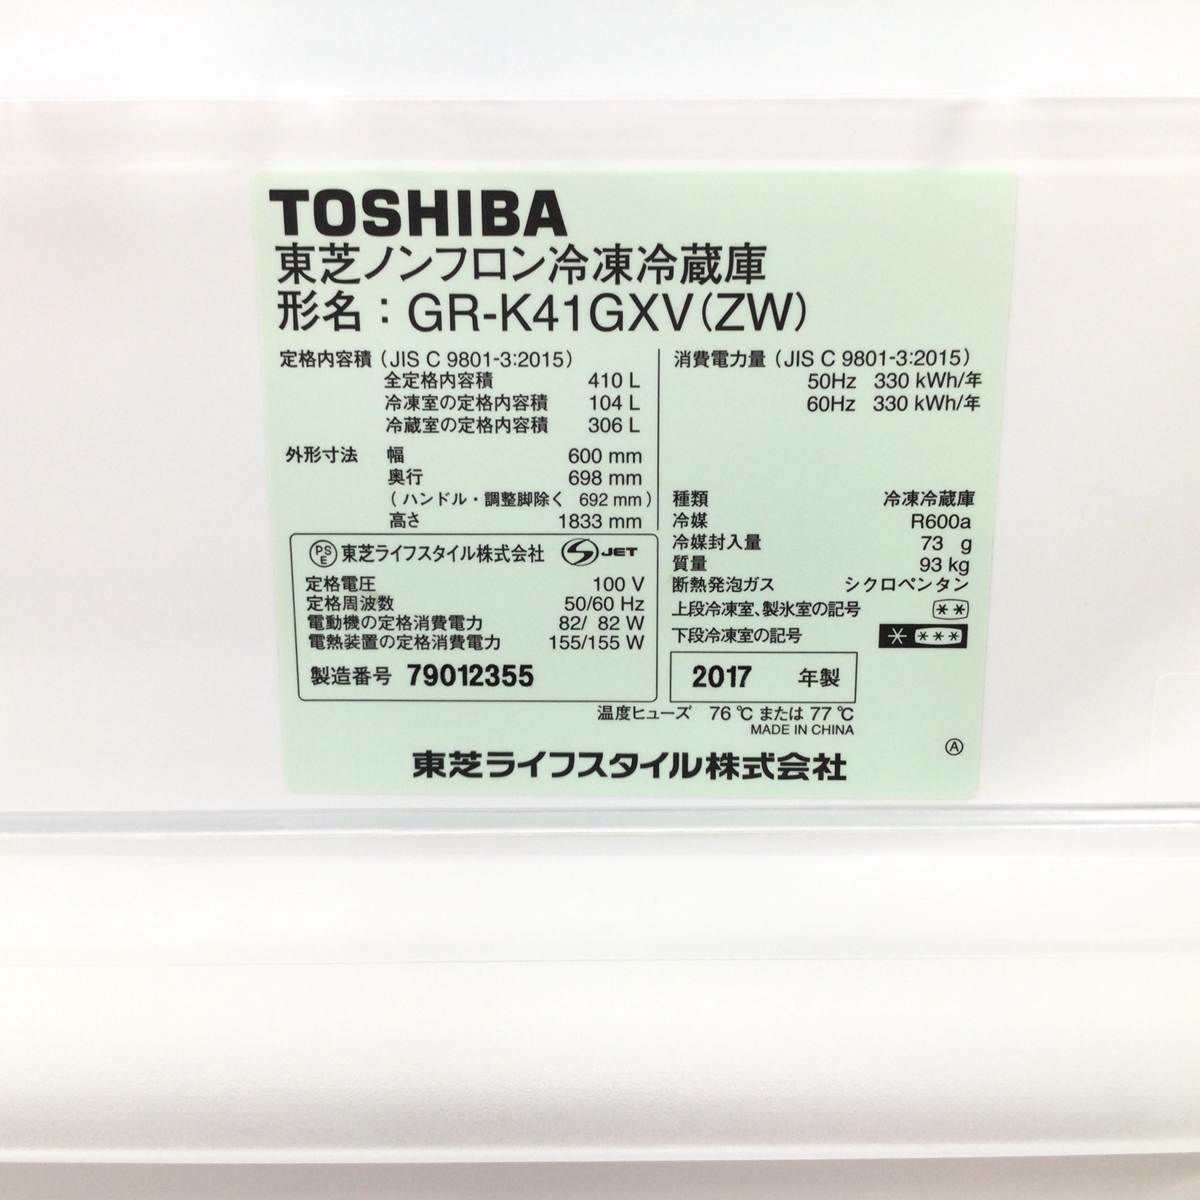 TOSHIBA
東芝ノンフロン冷凍冷蔵庫
形名：GR-K41GXV(ZW)
定格内容積 (JIS C 9801-3:2015)
全定格内容積 410 L
冷凍室の定格内容積 104 L
冷蔵室の定格内容積 306 L
外形寸法 幅 600 mm
奥行 698 mm
(ハンドル・調整脚除く 692 mm)
高さ 1833 mm
PSE 東芝ライフスタイル株式会社 S JET
定格電圧 100 V
定格周波数 50/60 Hz
電動機の定格消費電力 82/ 82 W
電熱装置の定格消費電力 155/155 W
製造番号 79012355
消費電力量 (JIS C 9801-3:2015)
50Hz 330 kWh/年
60Hz 330 kWh/年
種類 冷凍冷蔵庫
冷媒 R600a
冷媒封入量 73 g
質量 93 kg
断熱発泡ガス シクロペンタン
上段冷凍室、製氷室の記号 **
下段冷凍室の記号 * ***
2017 年製
温度ヒューズ 76 ℃ または 77 ℃
MADE IN CHINA
Ⓐ
東芝ライフスタイル株式会社